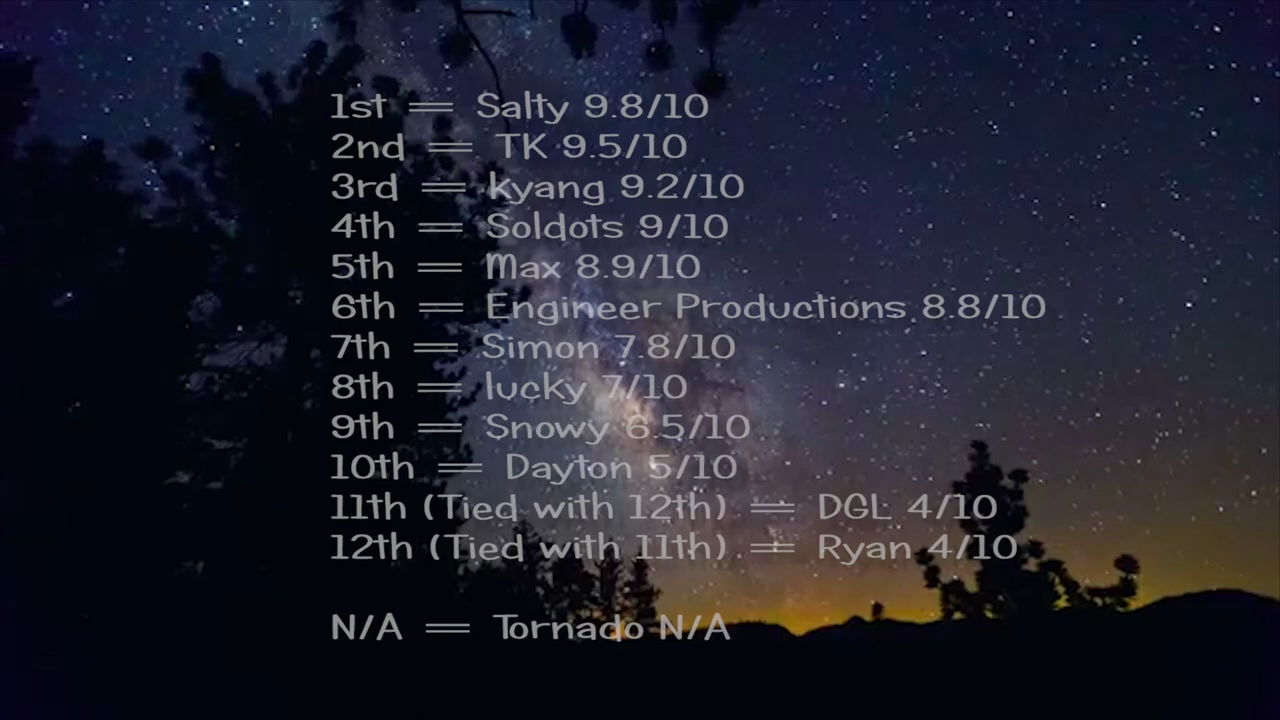 1st = Salty 9.8/10
2nd = TK 9.5/10
3rd = kyang 9.2/10
4th = Soldots 9/10
5th = Max 8.9/10
6th = Engineer Productions 8.8/10
7th = Simon 7.8/10
8th = lucky 7/10
9th = Snowy 6.5/10
10th = Dayton 5/10
11th (Tied with 12th) = DGL 4/10
12th (Tied with 11th) = Ryan 4/10
N/A = Tornado N/A